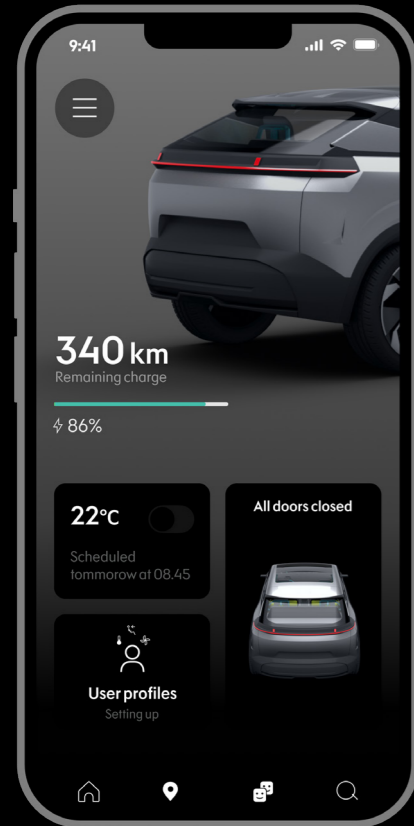 9:41
340 km
Remaining charge
86%
22°C
Scheduled
tommorow at 08.45
All doors closed
User profiles
Setting up